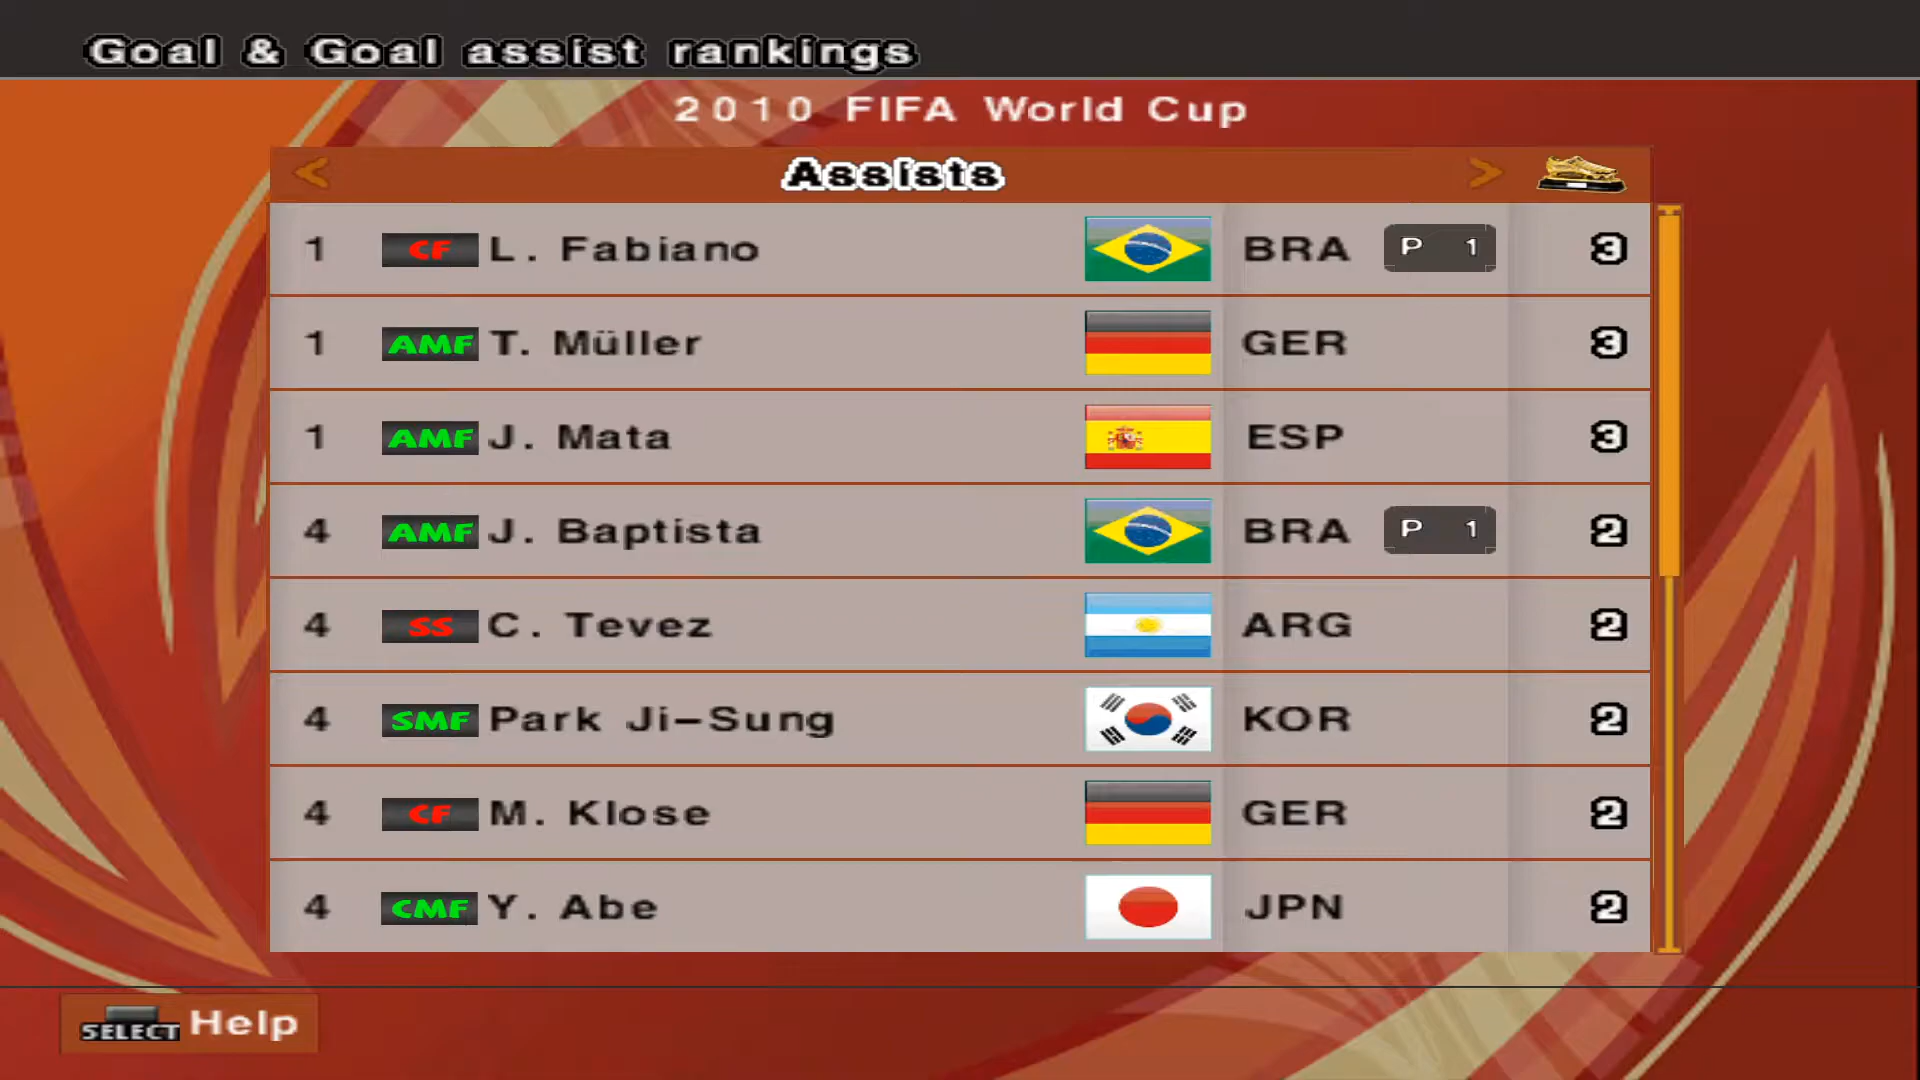 Goal & Goal assist rankings
2010 FIFA World Cup
< Assists >
1 CF L. Fabiano BRA P 1 3
1 AMF T. Müller GER 3
1 AMF J. Mata ESP 3
4 AMF J. Baptista BRA P 1 2
4 SS C. Tevez ARG 2
4 SMF Park Ji-Sung KOR 2
4 CF M. Klose GER 2
4 CMF Y. Abe JPN 2
SELECT Help